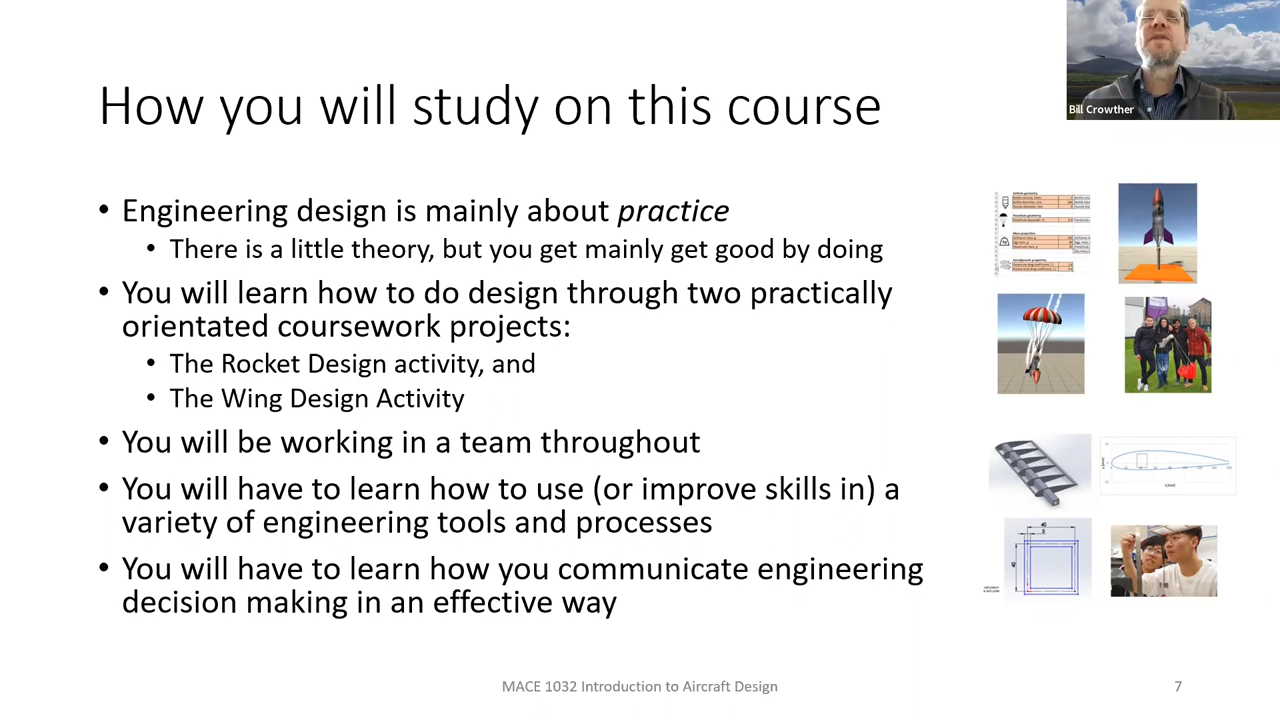 How you will study on this course
Bill Crowther
• Engineering design is mainly about practice
• There is a little theory, but you get mainly get good by doing
• You will learn how to do design through two practically
orientated coursework projects:
• The Rocket Design activity, and
• The Wing Design Activity
• You will be working in a team throughout
• You will have to learn how to use (or improve skills in) a
variety of engineering tools and processes
• You will have to learn how you communicate engineering
decision making in an effective way
40
5
40
MACE 1032 Introduction to Aircraft Design
7